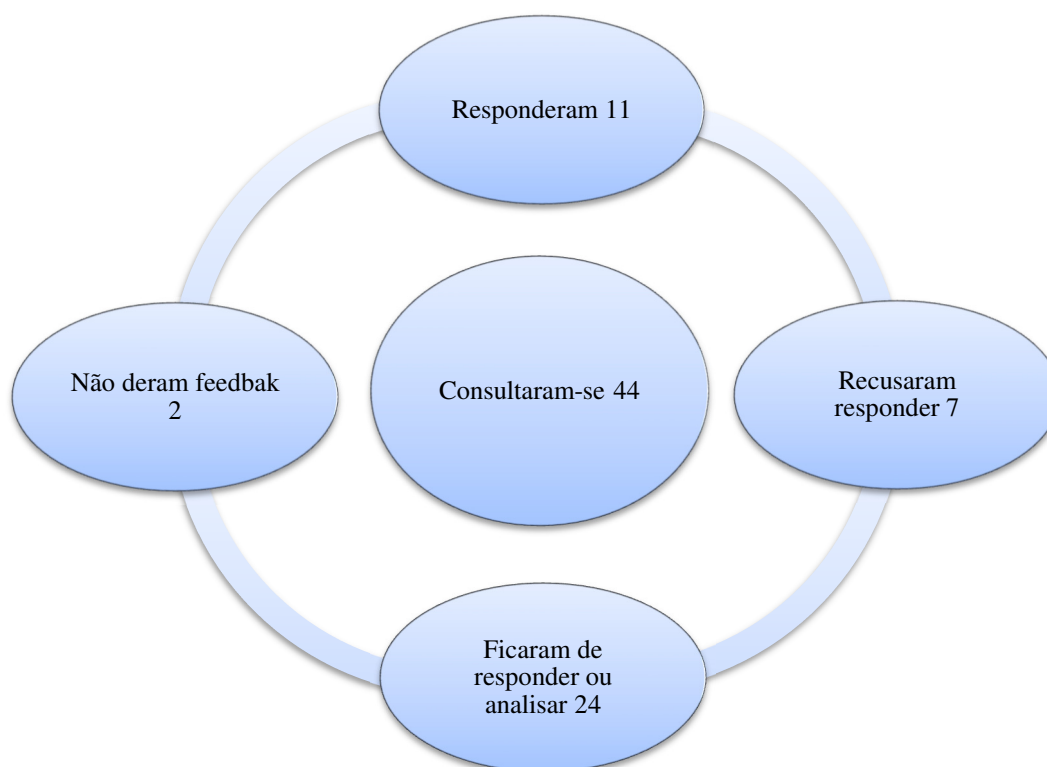 Responderam 11
Não deram feedbak
2
Consultaram-se 44
Recusaram
responder 7
Ficaram de
responder ou
analisar 24